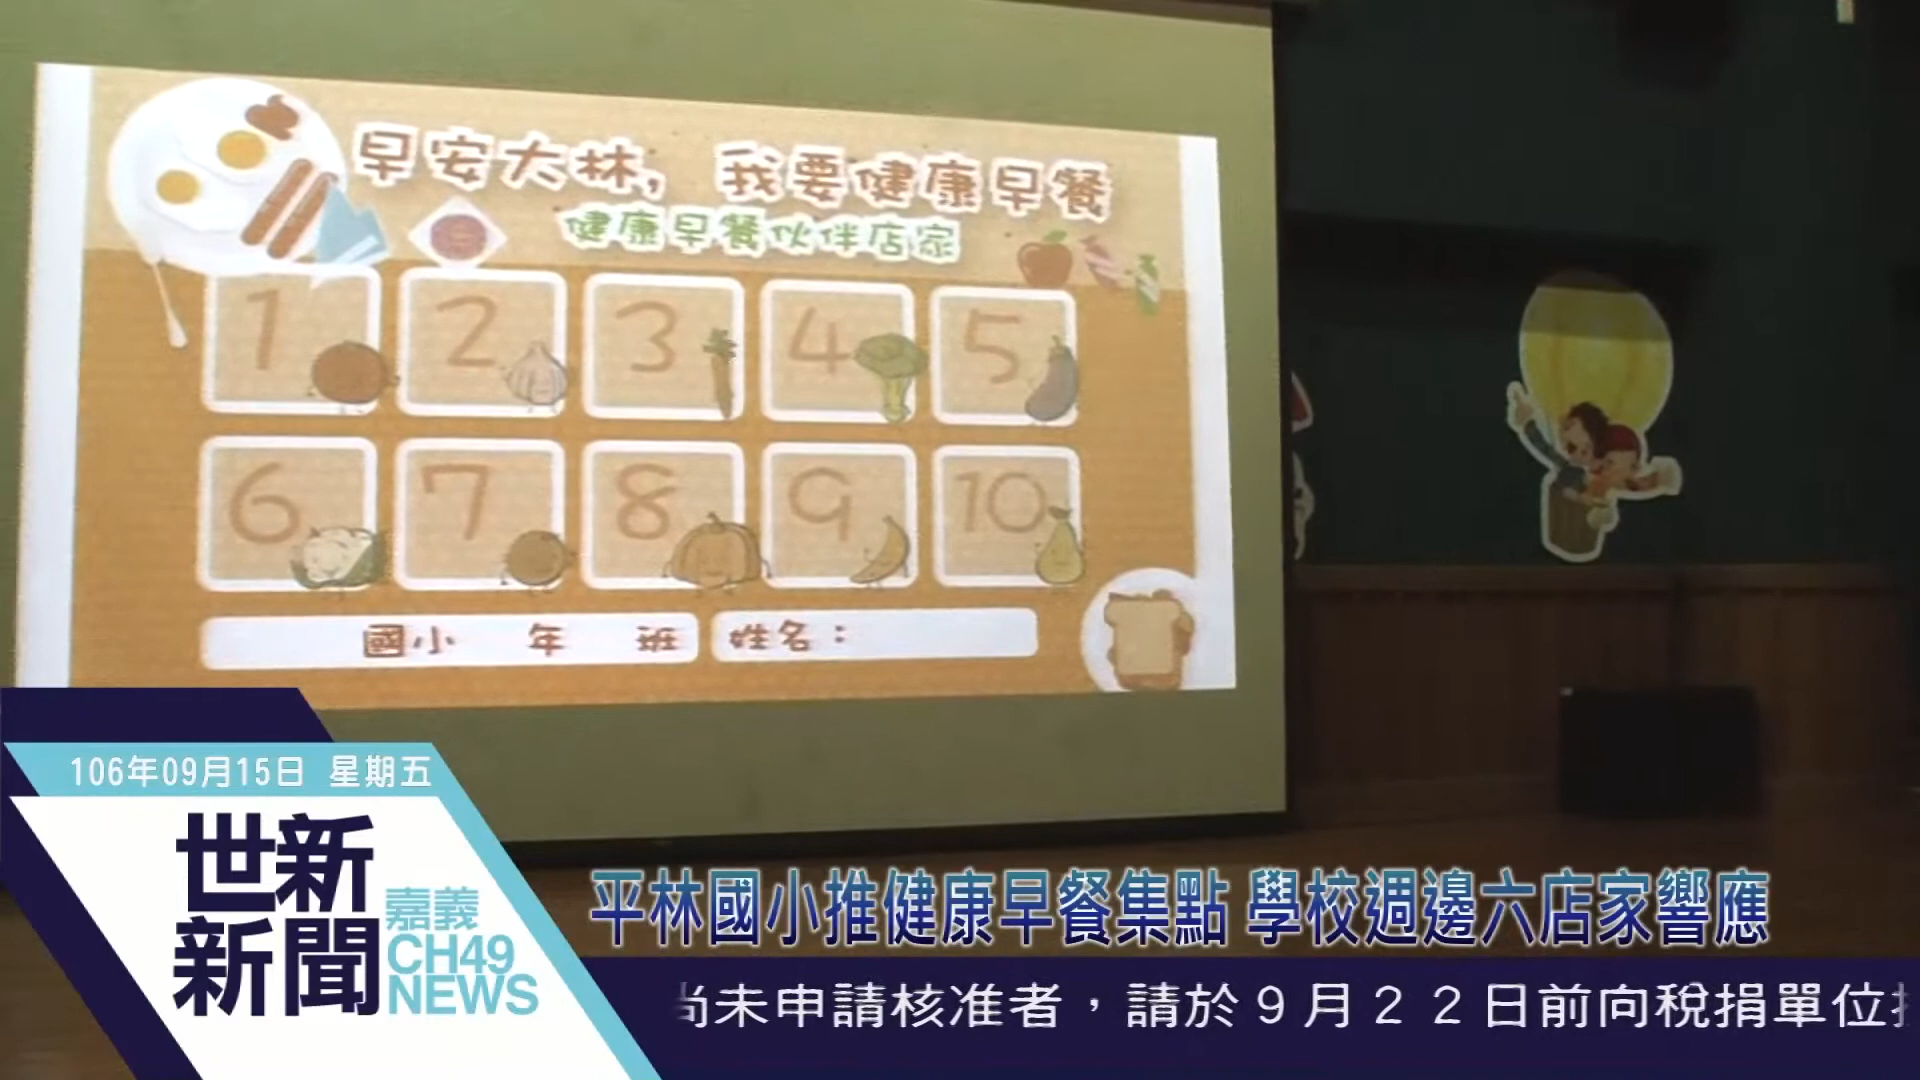 早安大林, 我要健康早餐
健康早餐伙伴店家
1 2 3 4 5
6 7 8 9 10
國小 年 班 姓名：
106年09月15日 星期五
世新
新聞
嘉義
CH49
NEWS
平林國小推健康早餐集點 學校週邊六店家響應
尚未申請核准者，請於９月２２日前向稅捐單位